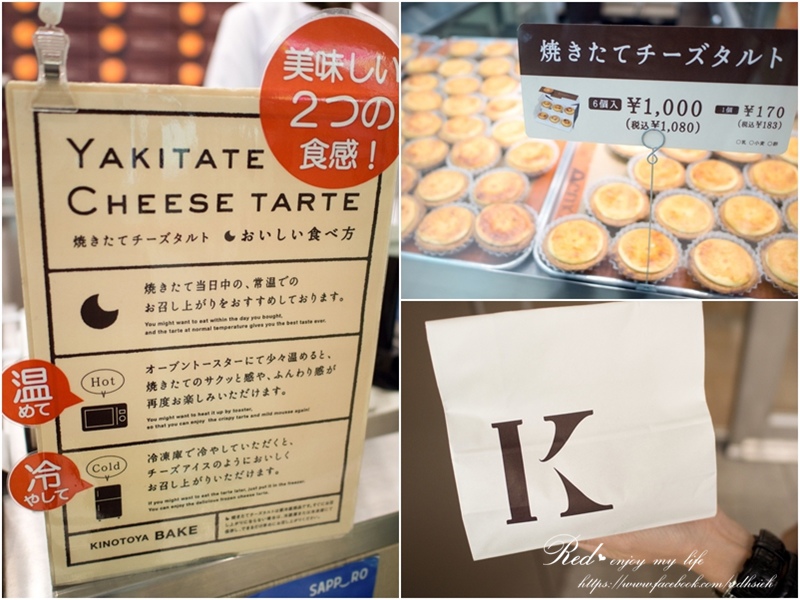 美味しい
2つの
食感！
YAKITATE
CHEESE TARTE
焼きたてチーズタルト おいしい食べ方
焼きたて当日中の、常温での
お召し上がりをおすすめしております。
You might want to eat within the day you bought,
and the tarte at normal temperature gives you the best taste ever.
温
めて
Hot
オーブントースターにて少々温めると、
焼きたてのサクッと感や、ふんわり感が
再度お楽しみいただけます。
You might want to heat it up by toaster,
so that you can enjoy the crispy tarte and mild mousse again!
冷
やして
Cold
冷凍庫で冷やしていただくと、
チーズアイスのようにおいしく
お召し上がりいただけます。
If you might want to eat the tarte later, just put it in the freezer.
You can enjoy the delicious frozen cheese tarte.
KINOTOYA BAKE
SAPP_RO
焼きたてチーズタルト
6個入 ¥1,000
(税込¥1,080)
1個 ¥170
(税込¥183)
K
Red enjoy my life